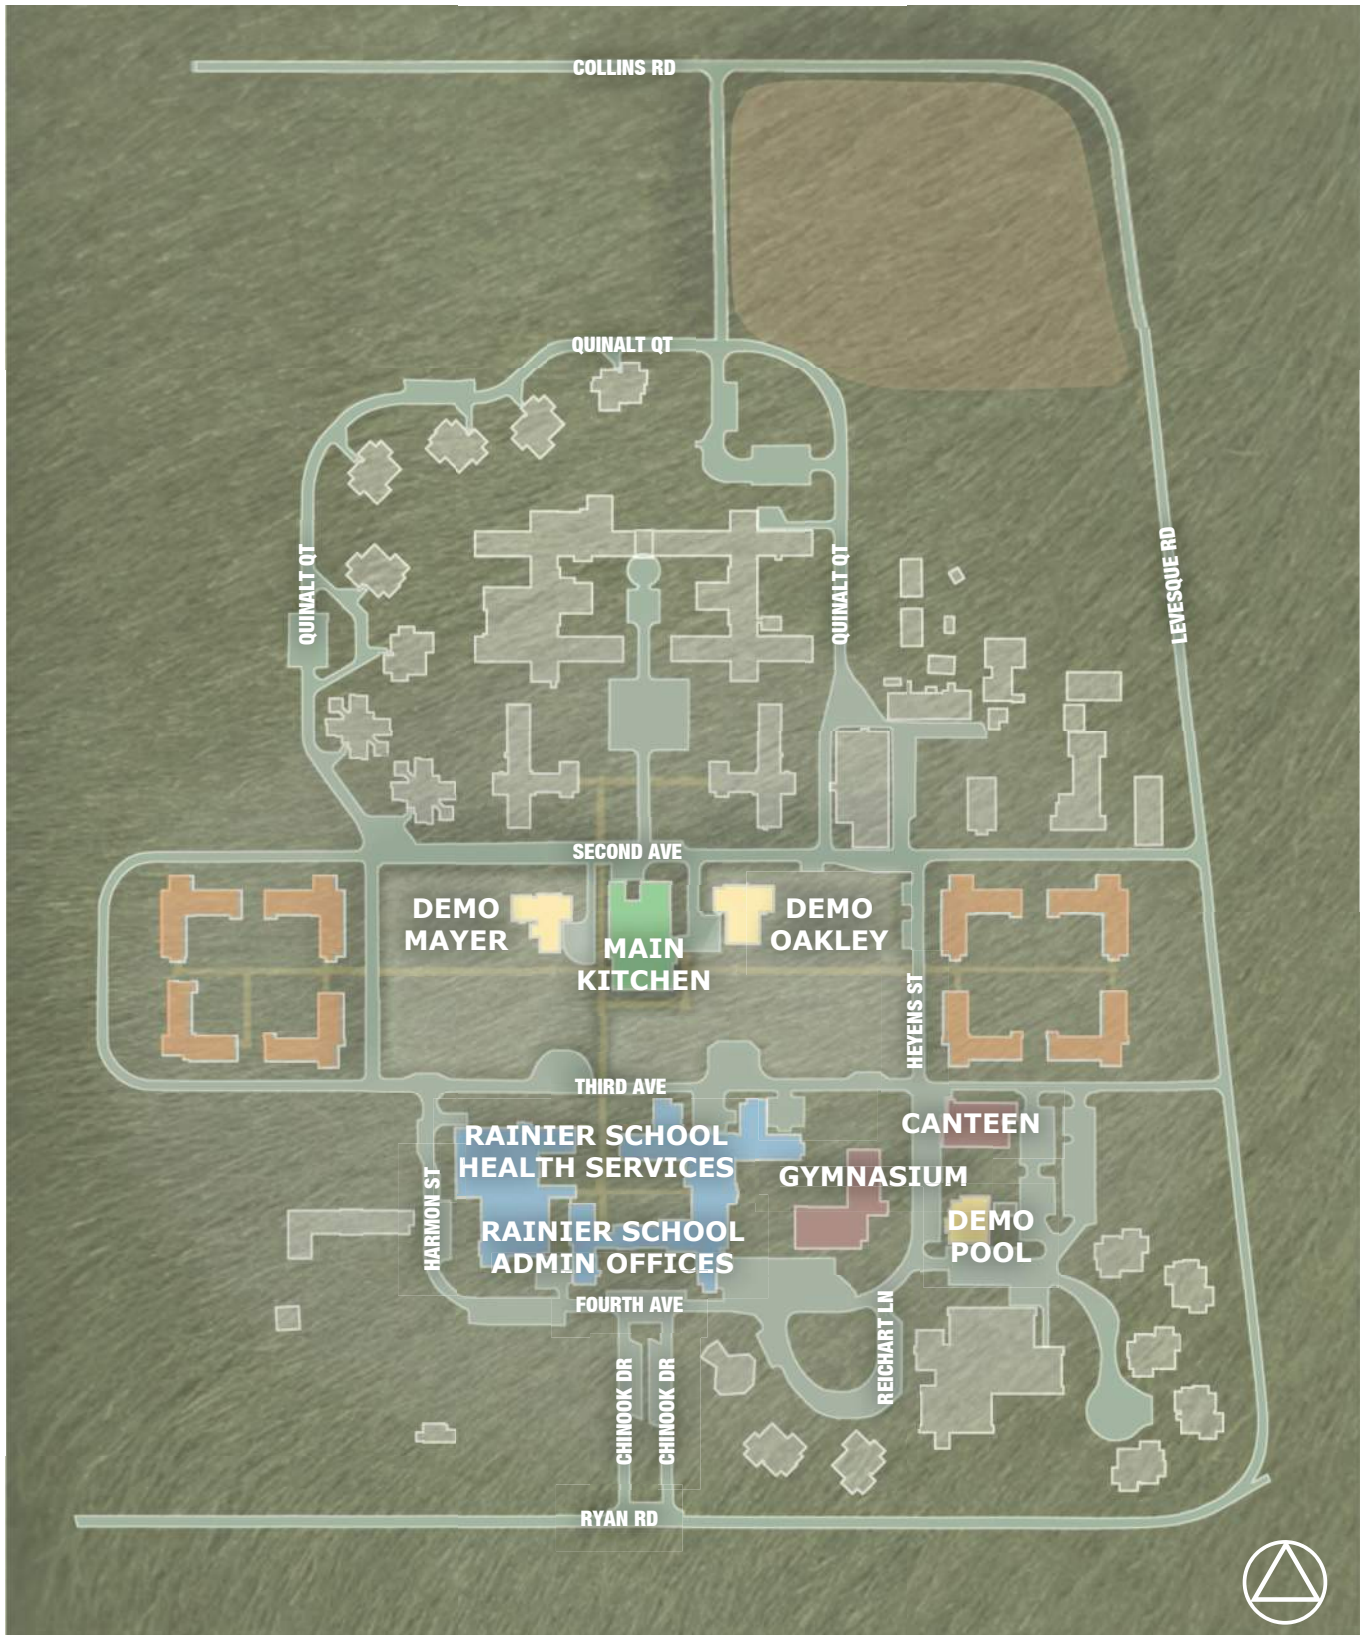 COLLINS RD
QUINALT QT
QUINALT QT
QUINALT QT
LEVESQUE RD
SECOND AVE
DEMO
MAYER
MAIN
KITCHEN
DEMO
OAKLEY
HEYENS ST
THIRD AVE
RAINIER SCHOOL
HEALTH SERVICES
CANTEEN
GYMNASIUM
HARMON ST
RAINIER SCHOOL
ADMIN OFFICES
DEMO
POOL
FOURTH AVE
REICHART LN
CHINOOK DR
CHINOOK DR
RYAN RD